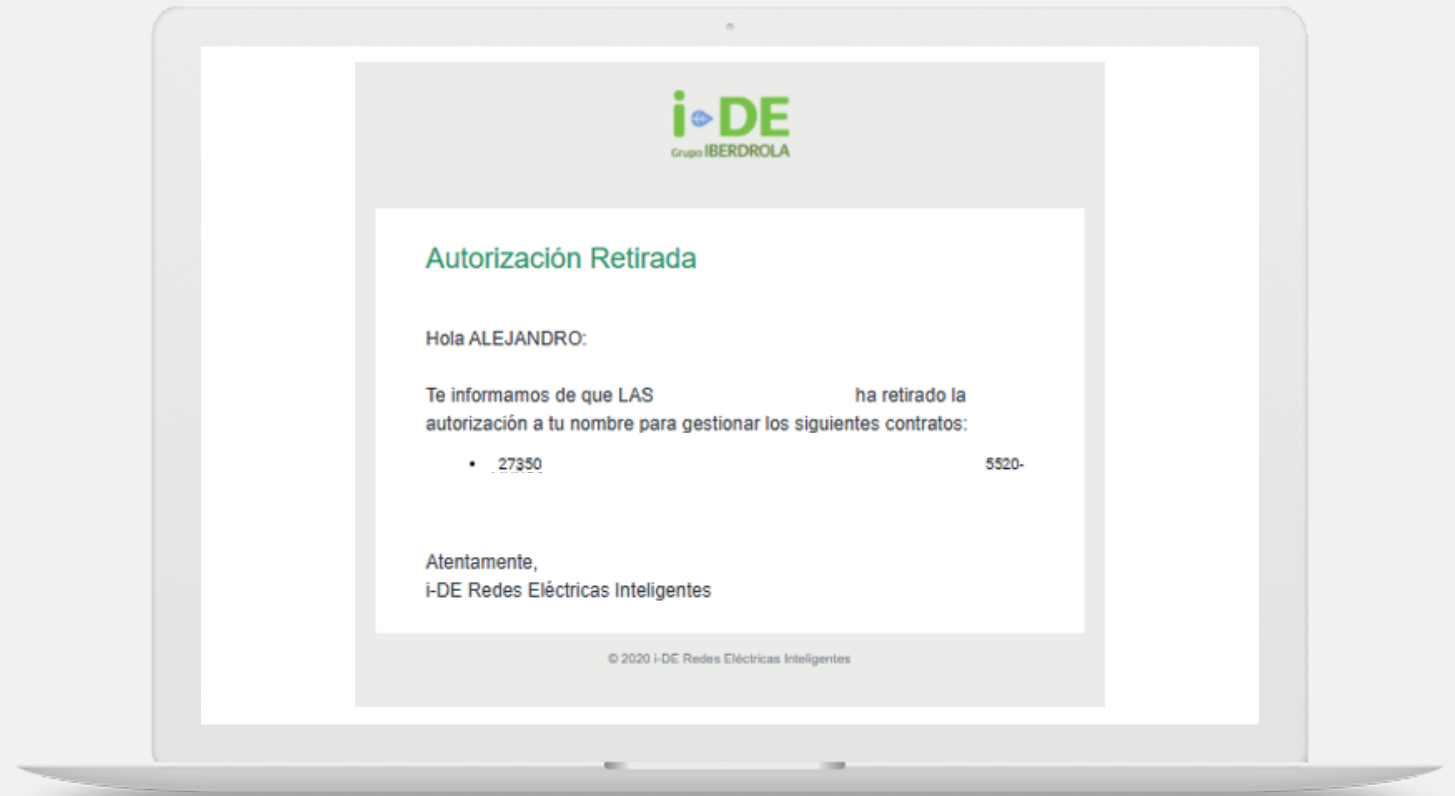 i-DE
Grupo IBERDROLA
Autorización Retirada
Hola ALEJANDRO:
Te informamos de que LAS ha retirado la
autorización a tu nombre para gestionar los siguientes contratos:
• 27350 5520-
Atentamente,
i-DE Redes Eléctricas Inteligentes
© 2020 i-DE Redes Eléctricas Inteligentes